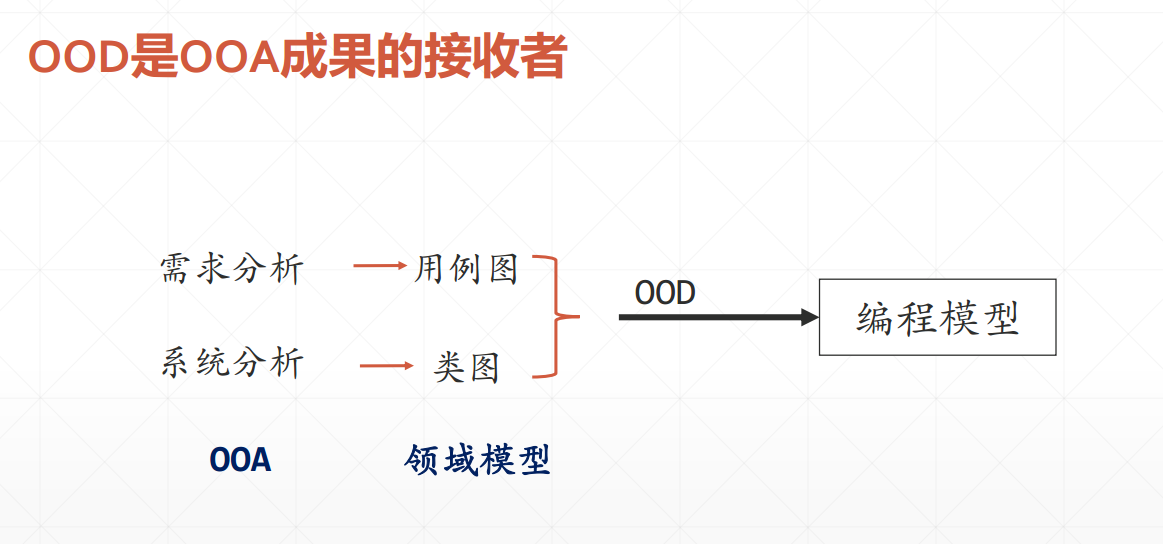 OOD是OOA成果的接收者
需求分析
用例图
OOD
编程模型
系统分析
类图
OOA
领域模型